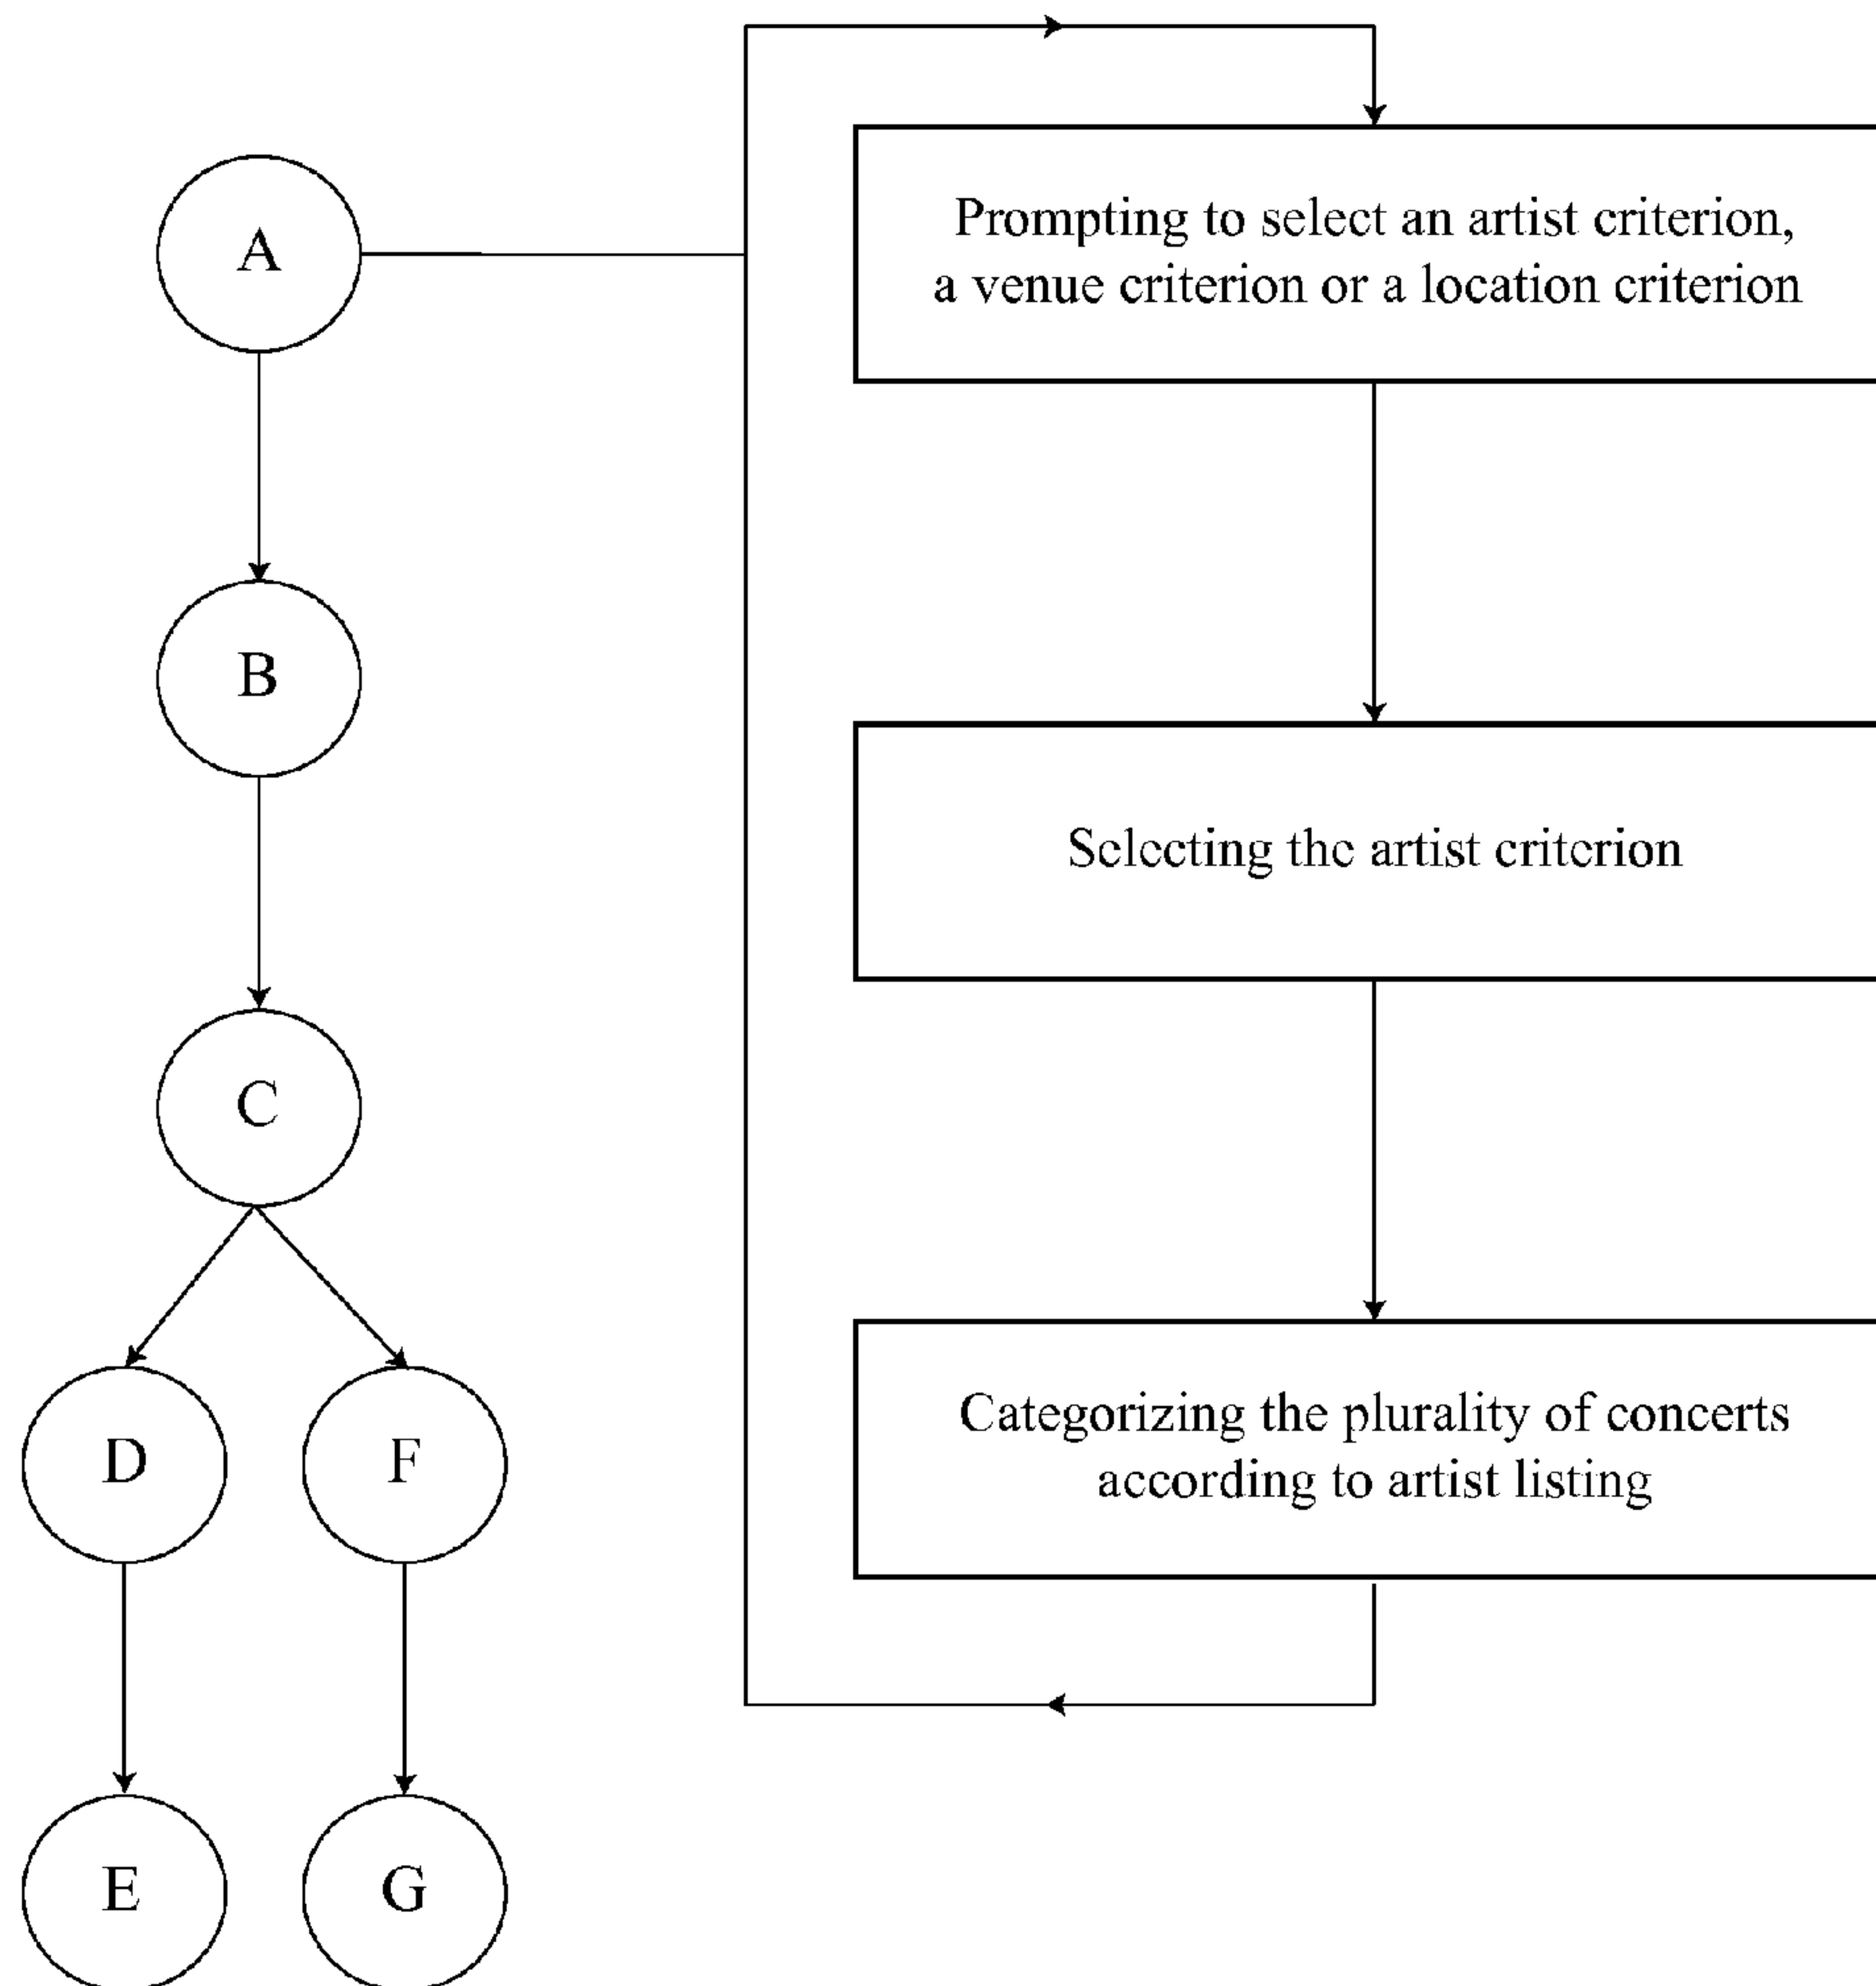 A
Prompting to select an artist criterion,
a venue criterion or a location criterion
B
Selecting the artist criterion
C
D
F
Categorizing the plurality of concerts
according to artist listing
E
G